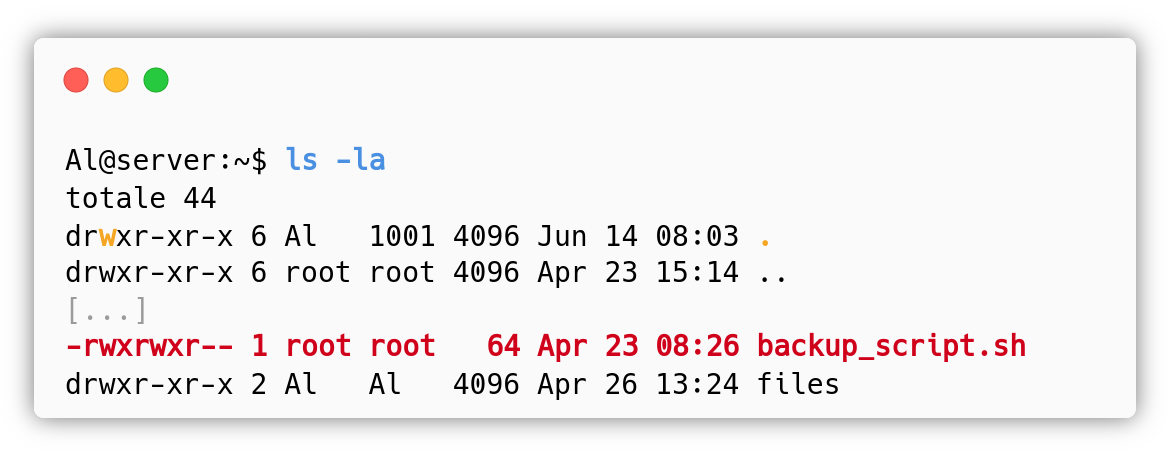 Al@server:~$ ls -la
totale 44
drwxr-xr-x 6 Al   1001 4096 Jun 14 08:03 .
drwxr-xr-x 6 root root 4096 Apr 23 15:14 ..
[...]
-rwxrwxr-- 1 root root   64 Apr 23 08:26 backup_script.sh
drwxr-xr-x 2 Al   Al   4096 Apr 26 13:24 files